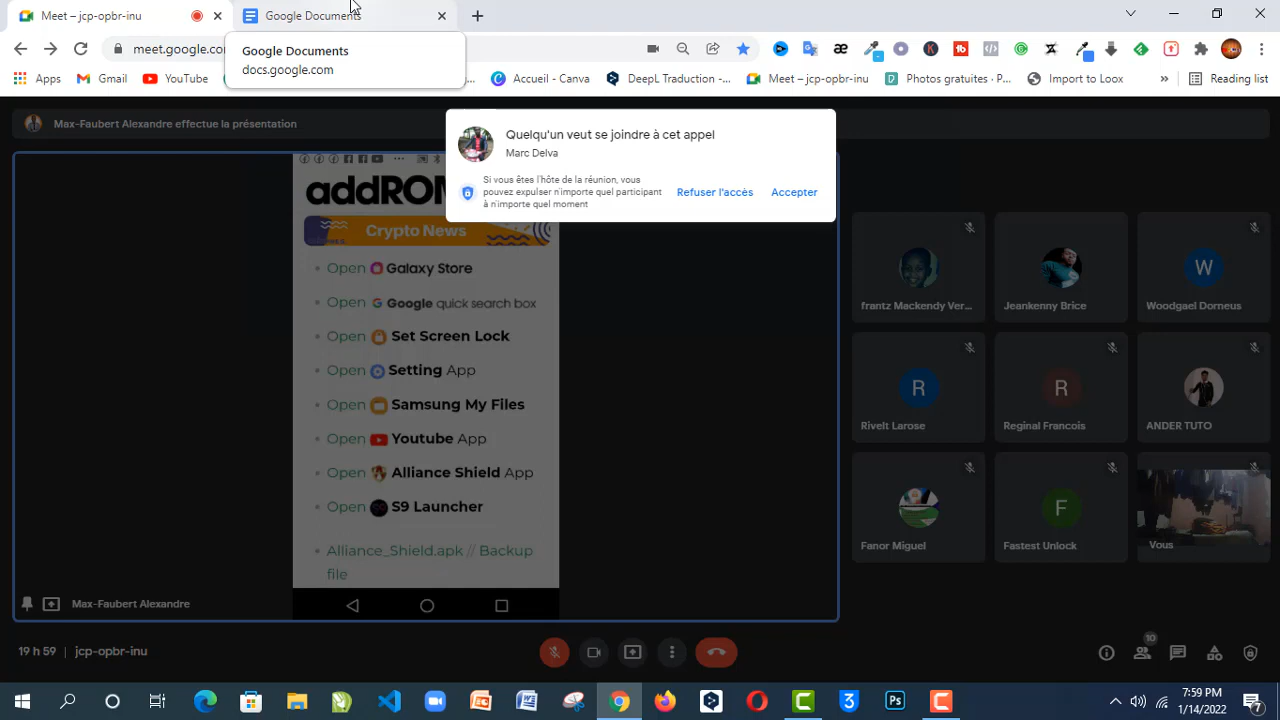 Meet – jcp-opbr-inu
Google Documents
meet.google.co
Google Documents
docs.google.com
Apps
Gmail
YouTube
Accueil - Canva
DeepL Traduction -...
Meet – jcp-opbr-inu
Photos gratuites - P...
Import to Loox
»
Reading list
Max-Faubert Alexandre effectue la présentation
Quelqu'un veut se joindre à cet appel
Marc Delva
Si vous êtes l'hôte de la réunion, vous
pouvez expulser n'importe quel participant
à n'importe quel moment
Refuser l'accès
Accepter
addROM
Crypto News
Open Galaxy Store
Open Google quick search box
Open Set Screen Lock
Open Setting App
Open Samsung My Files
Open Youtube App
Open Alliance Shield App
Open S9 Launcher
Alliance_Shield.apk // Backup
file
Max-Faubert Alexandre
frantz Mackendy Ver...
Jeankenny Brice
W
Woodgael Dorneus
R
Rivelt Larose
R
Reginal Francois
ANDER TUTO
Fanor Miguel
F
Fastest Unlock
Vous
19 h 59 | jcp-opbr-inu
10
7:59 PM
1/14/2022
7